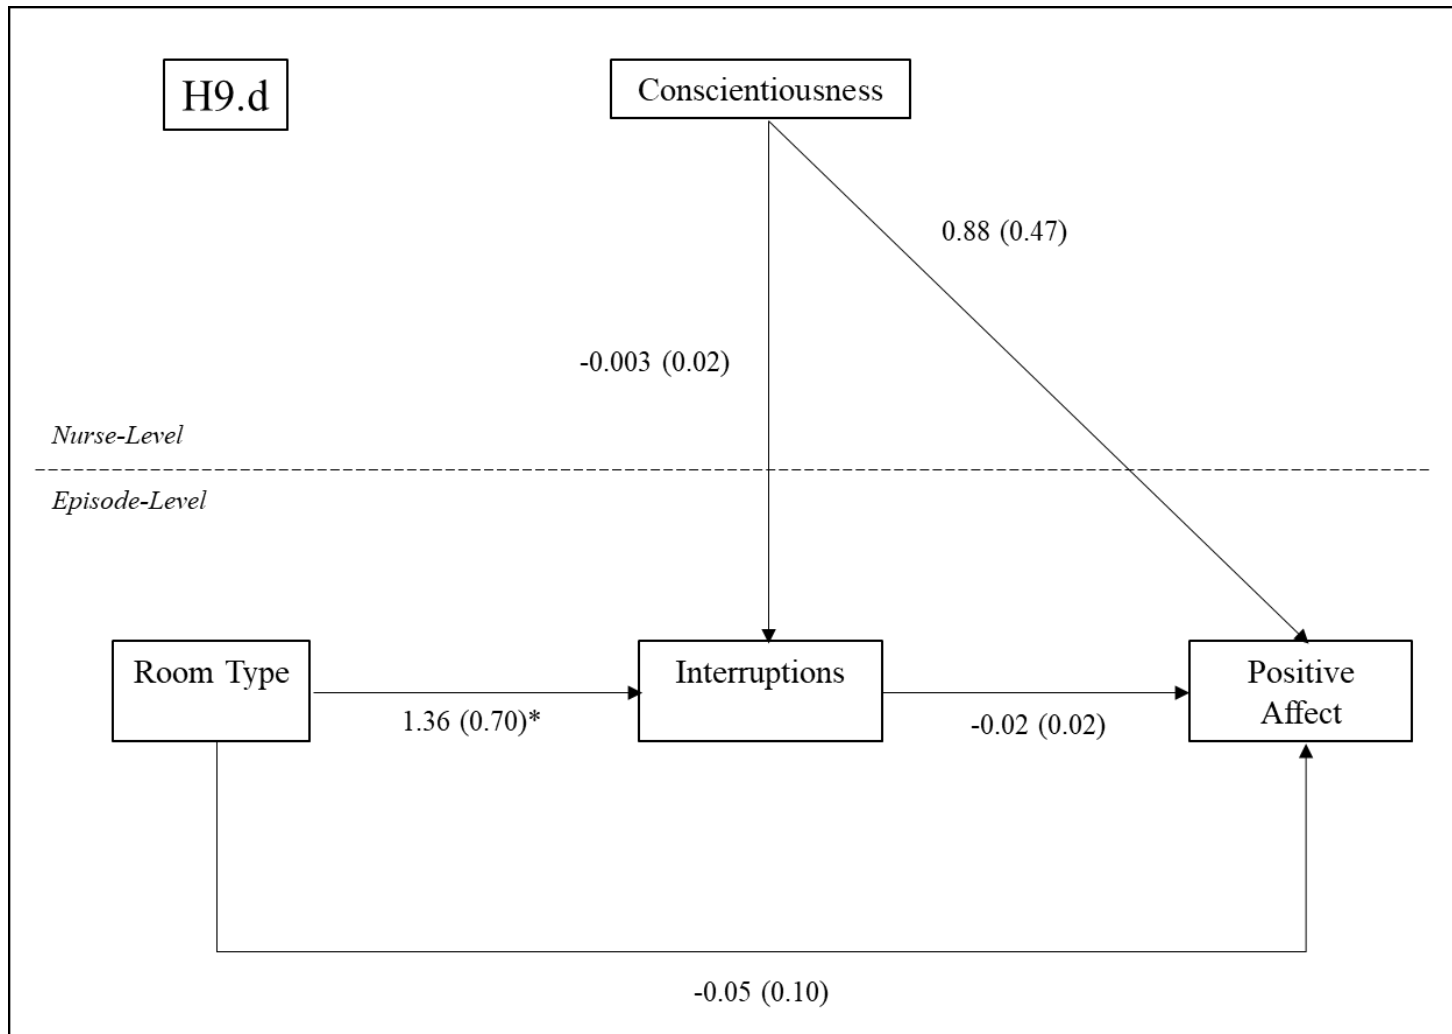 H9.d
Conscientiousness
0.88 (0.47)
-0.003 (0.02)
Nurse-Level
Episode-Level
Room Type
Interruptions
Positive
Affect
1.36 (0.70)*
-0.02 (0.02)
-0.05 (0.10)